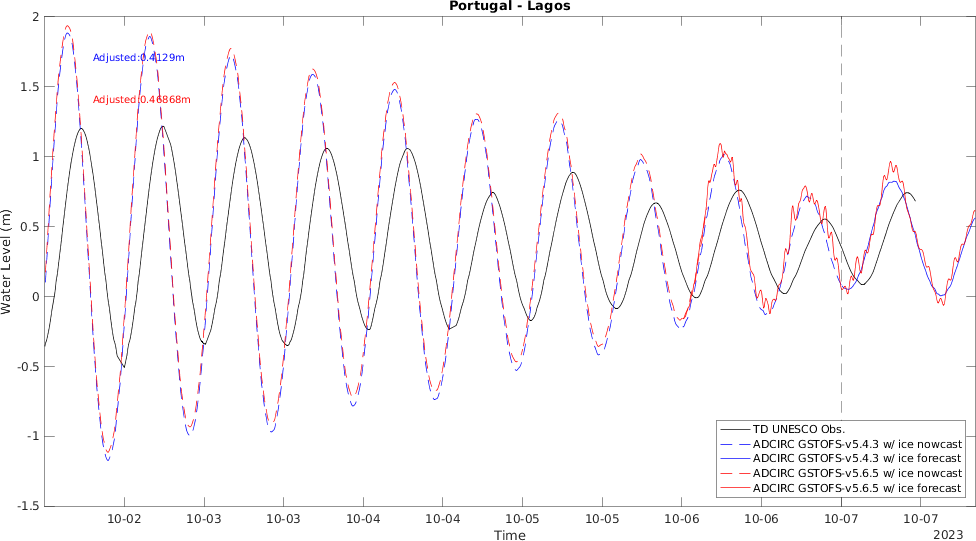 Portugal - Lagos
Adjusted:0.4129m
Adjusted:0.46868m
Water Level (m)
2
1.5
1
0.5
0
-0.5
-1
-1.5
10-02
10-03
10-03
10-04
10-04
10-05
10-05
10-06
10-06
10-07
10-07
Time
2023
TD UNESCO Obs.
ADCIRC GSTOFS-v5.4.3 w/ ice nowcast
ADCIRC GSTOFS-v5.4.3 w/ ice forecast
ADCIRC GSTOFS-v5.6.5 w/ ice nowcast
ADCIRC GSTOFS-v5.6.5 w/ ice forecast